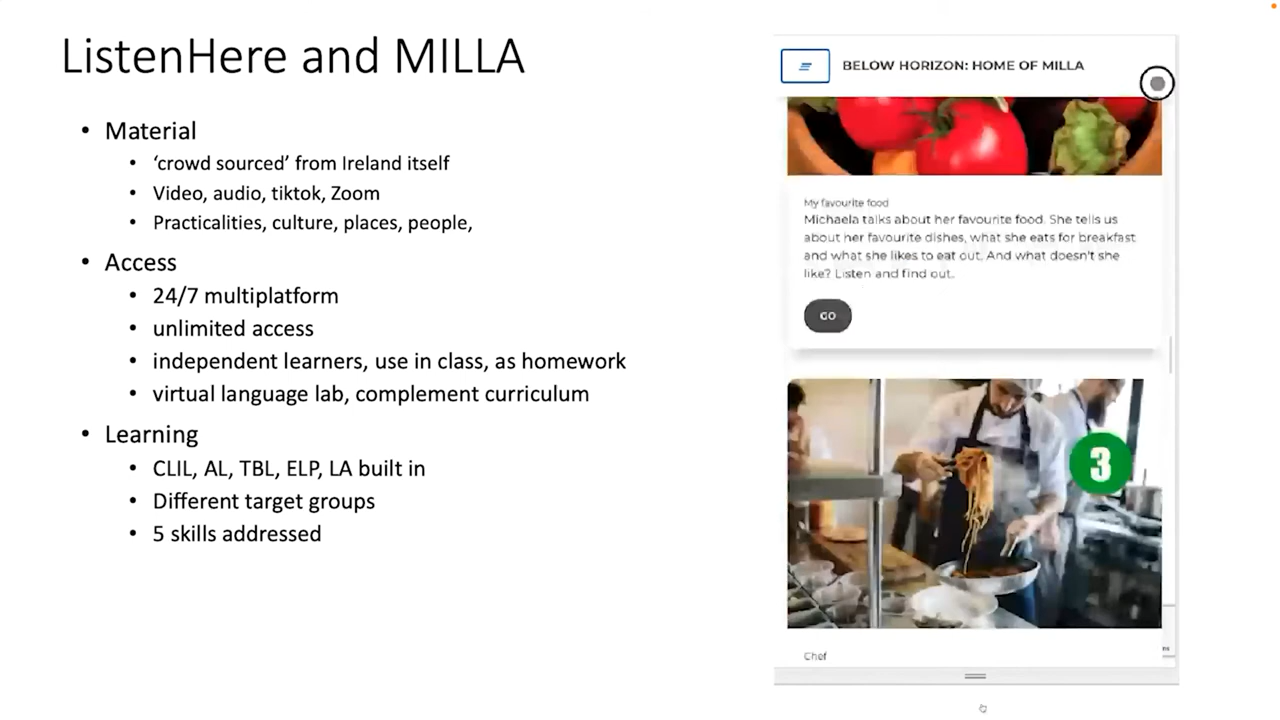 ListenHere and MILLA
• Material
• ‘crowd sourced’ from Ireland itself
• Video, audio, tiktok, Zoom
• Practicalities, culture, places, people,
• Access
• 24/7 multiplatform
• unlimited access
• independent learners, use in class, as homework
• virtual language lab, complement curriculum
• Learning
• CLIL, AL, TBL, ELP, LA built in
• Different target groups
• 5 skills addressed
BELOW HORIZON: HOME OF MILLA
My favourite food
Michaela talks about her favourite food. She tells us
about her favourite dishes, what she eats for breakfast
and what she likes to eat out. And what doesn't she
like? Listen and find out.
GO
3
Chef